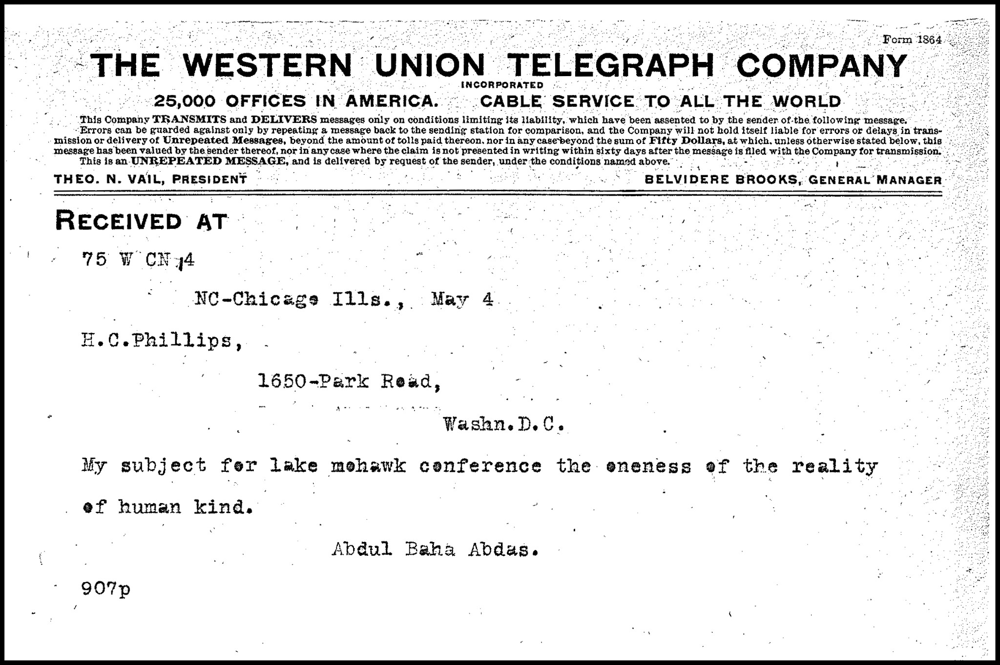 Form 1864
THE WESTERN UNION TELEGRAPH COMPANY
INCORPORATED
25,000 OFFICES IN AMERICA. CABLE SERVICE TO ALL THE WORLD
This Company TRANSMITS and DELIVERS messages only on conditions limiting its liability, which have been assented to by the sender of the following message.
Errors can be guarded against only by repeating a message back to the sending station for comparison, and the Company will not hold itself liable for errors or delays in trans-
mission or delivery of Unrepeated Messages, beyond the amount of tolls paid thereon, nor in any case beyond the sum of Fifty Dollars, at which, unless otherwise stated below, this
message has been valued by the sender thereof, nor in any case where the claim is not presented in writing within sixty days after the message is filed with the Company for transmission.
This is an UNREPEATED MESSAGE, and is delivered by request of the sender, under the conditions named above.
THEO. N. VAIL, PRESIDENT BELVIDERE BROOKS, GENERAL MANAGER
RECEIVED AT
75 W CN 14
NC-Chicago Ills., May 4
H.C.Phillips,
1650-Park Road,
Washn.D.C.
My subject for lake mohawk conference the oneness of the reality
of human kind.
Abdul Baha Abdas.
907p